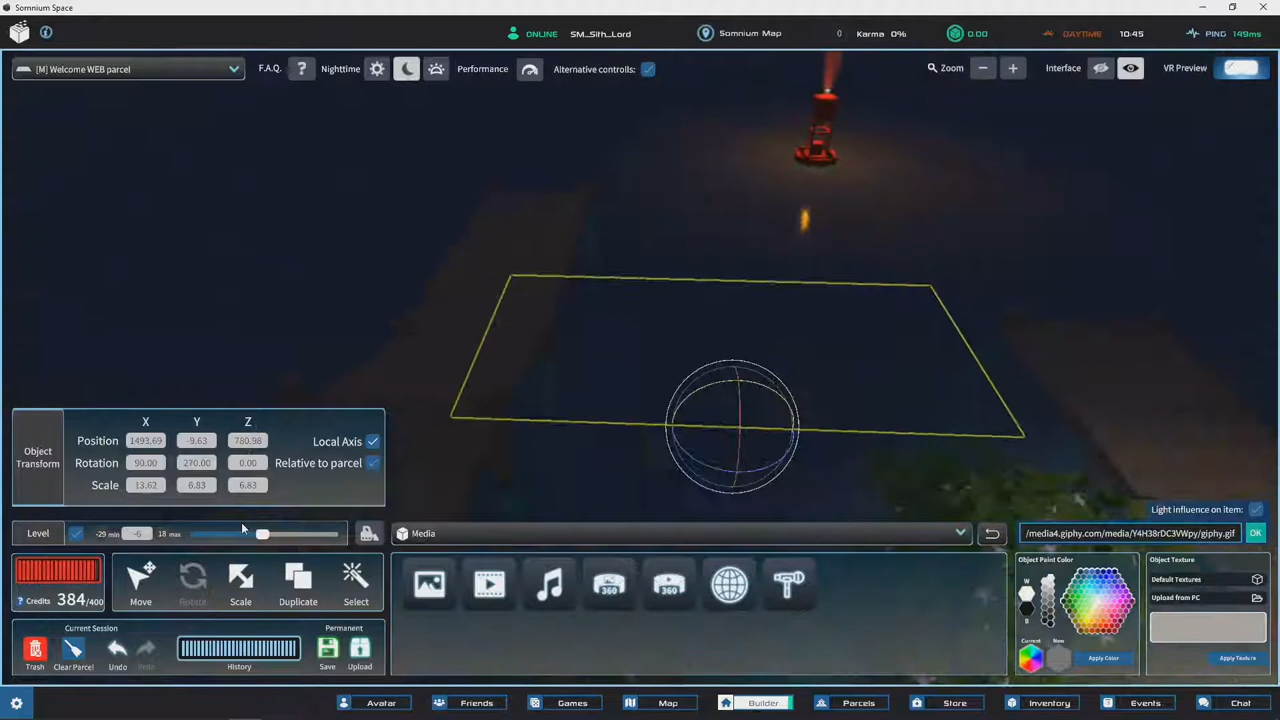 Somnium Space
ONLINE SM_Sith_Lord Somnium Map 0 Karma 0% 0.00 DAYTIME 10:45 PING 149ms
[M] Welcome WEB parcel F.A.Q. ? Nighttime Performance Alternative controlls: Zoom Interface VR Preview
X Y Z
Object Transform
Position 1493.69 -9.63 780.98 Local Axis
Rotation 90.00 270.00 0.00 Relative to parcel
Scale 13.62 6.83 6.83
Light influence on item:
Level -29 min -6 18 max Media /media4.giphy.com/media/Y4H38rDC3VWpy/giphy.gif OK
Object Paint Color Object Texture
W B
Default Textures
Upload from PC
360 360
? Credits 384/400 Move Rotate Scale Duplicate Select
Current Session Permanent
Current New
Trash Clear Parcel Undo Redo History Save Upload Apply Color Apply Texture
Avatar Friends Games Map Builder Parcels Store Inventory Events Chat